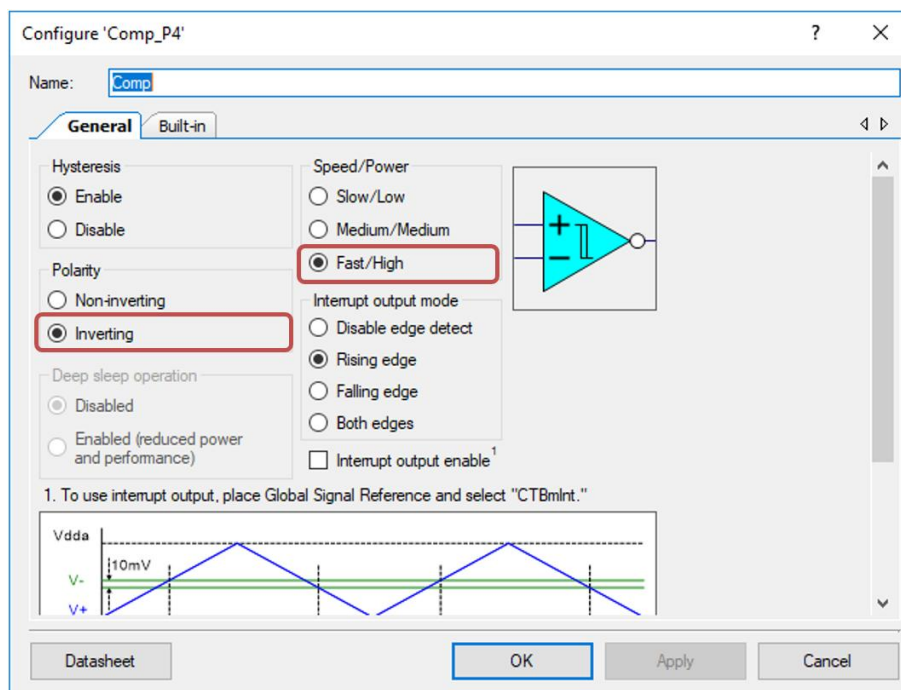 Configure 'Comp_P4'
?
Name:
Comp
General
Built-in
Hysteresis
Enable
Disable
Polarity
Non-inverting
Inverting
Deep sleep operation
Disabled
Enabled (reduced power
and performance)
Speed/Power
Slow/Low
Medium/Medium
Fast/High
Interrupt output mode
Disable edge detect
Rising edge
Falling edge
Both edges
Interrupt output enable¹
1. To use interrupt output, place Global Signal Reference and select "CTBmInt."
Vdda
10mV
V-
V+
Datasheet
OK
Apply
Cancel